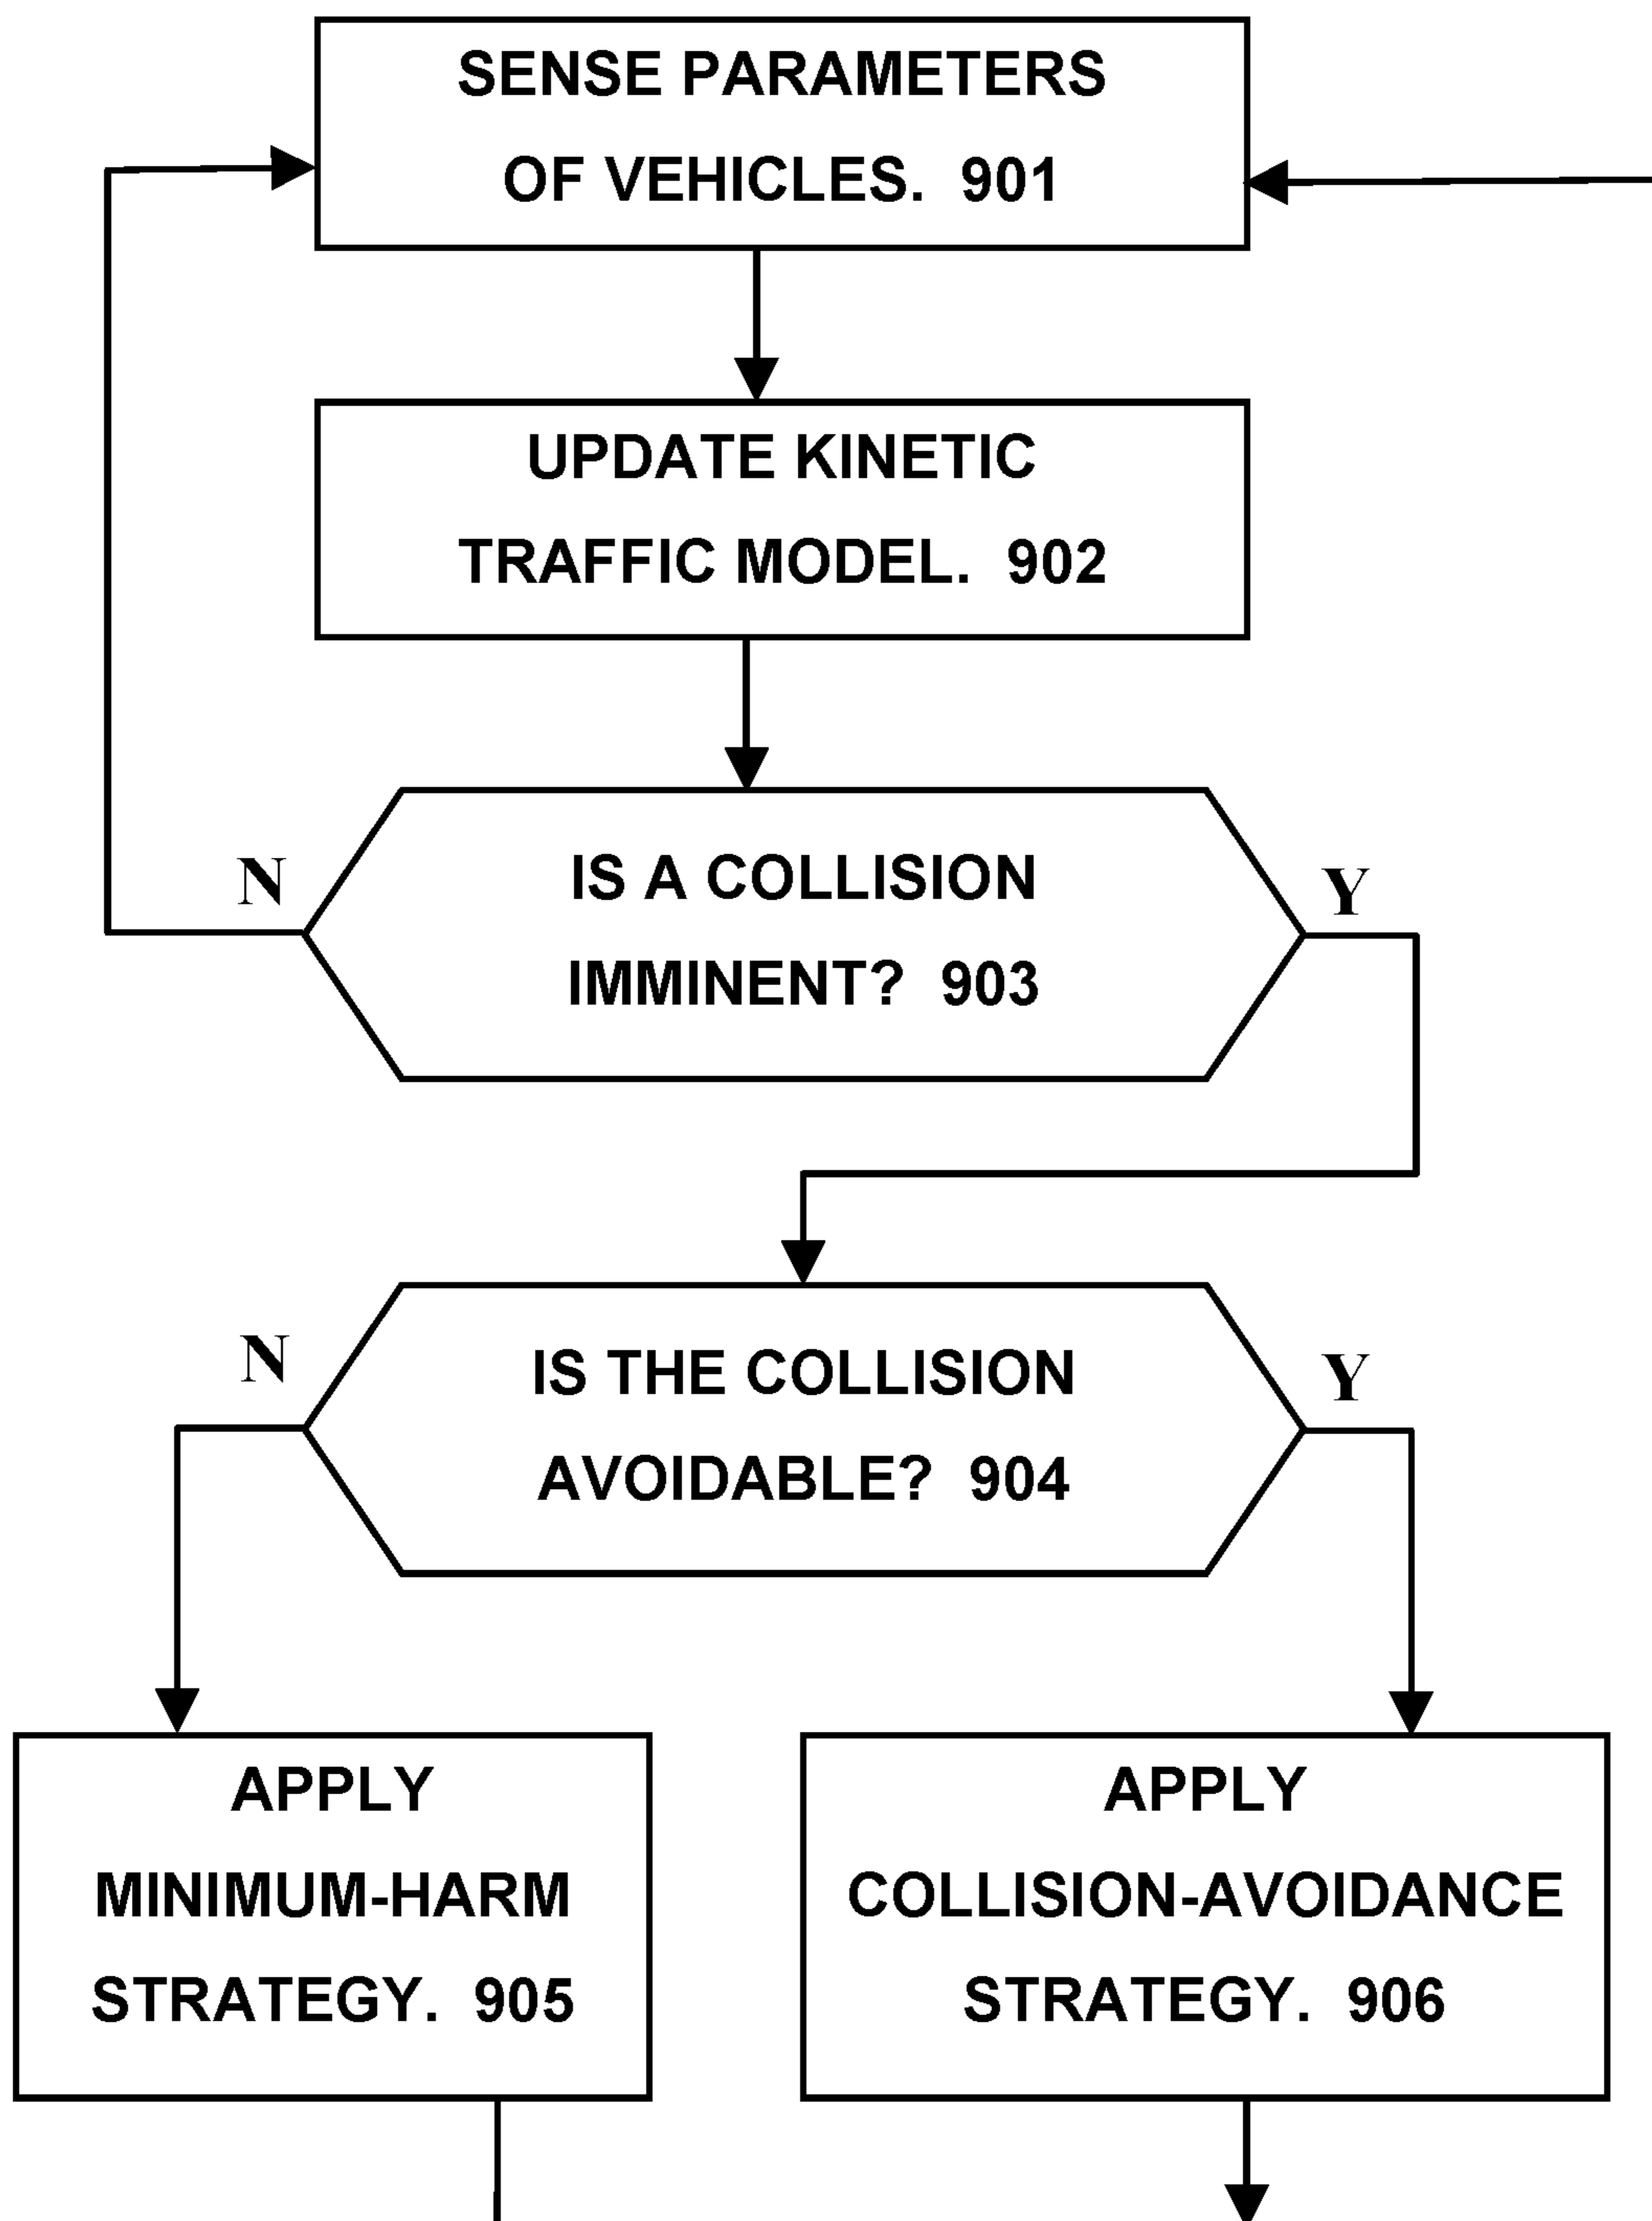 SENSE PARAMETERS
OF VEHICLES. 901
UPDATE KINETIC
TRAFFIC MODEL. 902
N
IS A COLLISION
IMMINENT? 903
Y
N
IS THE COLLISION
AVOIDABLE? 904
Y
APPLY
MINIMUM-HARM
STRATEGY. 905
APPLY
COLLISION-AVOIDANCE
STRATEGY. 906